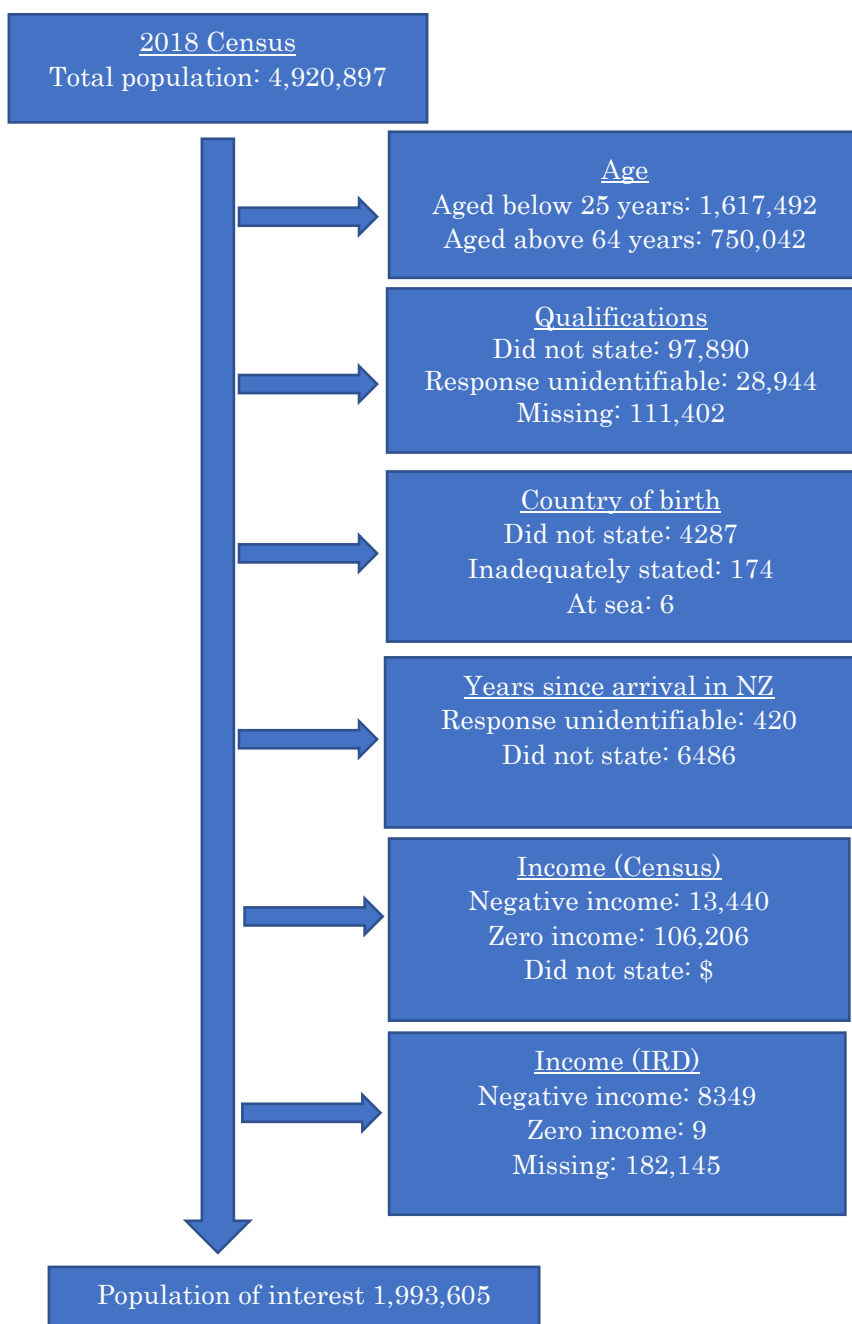 2018 Census
Total population: 4,920,897
Age
Aged below 25 years: 1,617,492
Aged above 64 years: 750,042
Qualifications
Did not state: 97,890
Response unidentifiable: 28,944
Missing: 111,402
Country of birth
Did not state: 4287
Inadequately stated: 174
At sea: 6
Years since arrival in NZ
Response unidentifiable: 420
Did not state: 6486
Income (Census)
Negative income: 13,440
Zero income: 106,206
Did not state: $
Income (IRD)
Negative income: 8349
Zero income: 9
Missing: 182,145
Population of interest 1,993,605